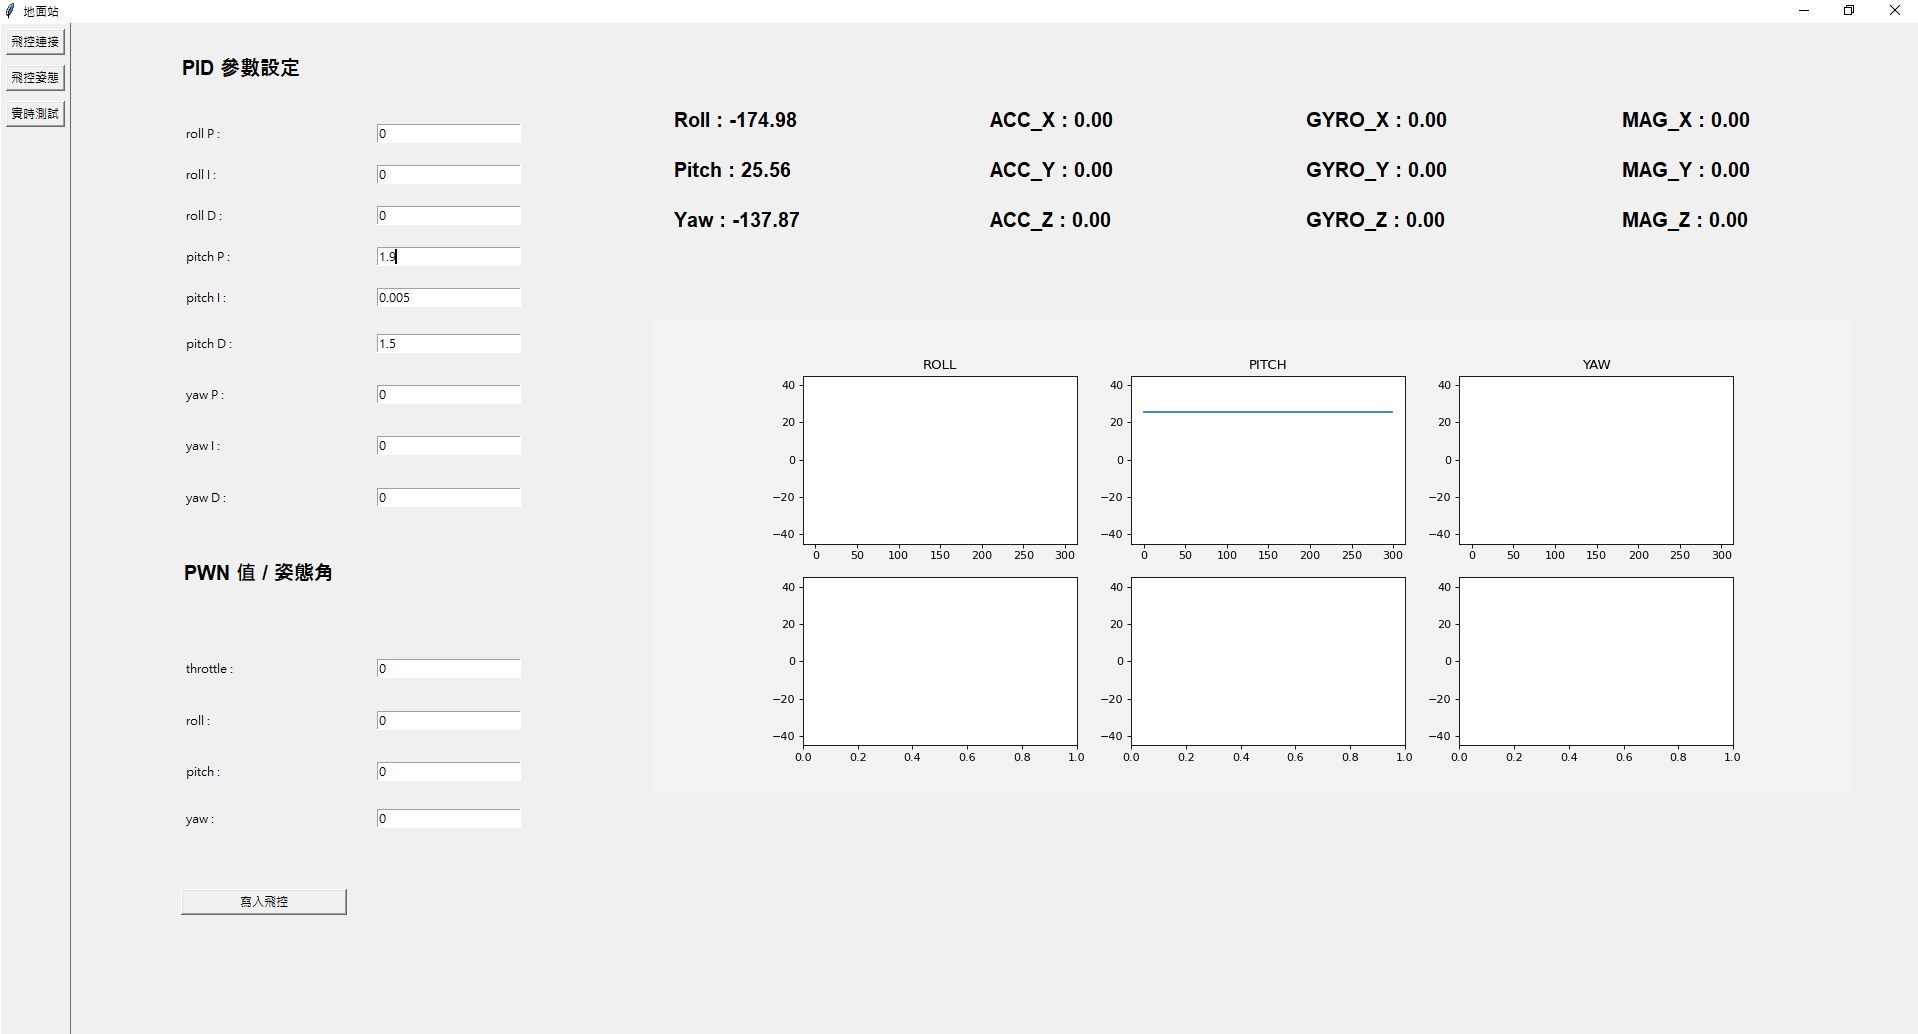 地面站
飛控連接
飛控姿態
實時測試
PID 參數設定
roll P : 0
roll I : 0
roll D : 0
pitch P : 1.9
pitch I : 0.005
pitch D : 1.5
yaw P : 0
yaw I : 0
yaw D : 0
PWN 值 / 姿態角
throttle : 0
roll : 0
pitch : 0
yaw : 0
寫入飛控
Roll : -174.98 ACC_X : 0.00 GYRO_X : 0.00 MAG_X : 0.00
Pitch : 25.56 ACC_Y : 0.00 GYRO_Y : 0.00 MAG_Y : 0.00
Yaw : -137.87 ACC_Z : 0.00 GYRO_Z : 0.00 MAG_Z : 0.00
ROLL PITCH YAW
40 40 40
20 20 20
0 0 0
−20 −20 −20
−40 −40 −40
0 50 100 150 200 250 300 0 50 100 150 200 250 300 0 50 100 150 200 250 300
40 40 40
20 20 20
0 0 0
−20 −20 −20
−40 −40 −40
0.0 0.2 0.4 0.6 0.8 1.0 0.0 0.2 0.4 0.6 0.8 1.0 0.0 0.2 0.4 0.6 0.8 1.0